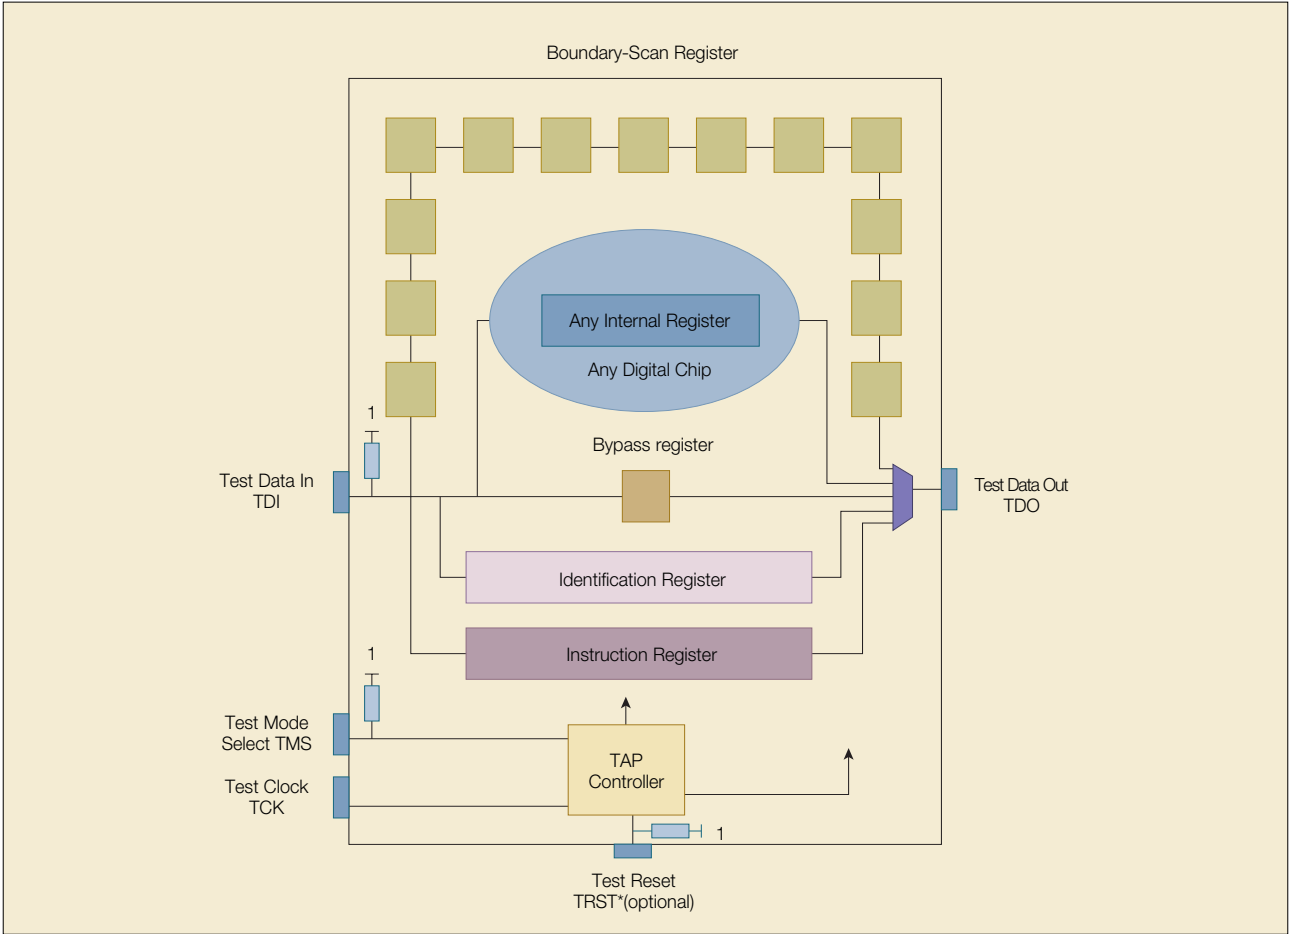 Boundary-Scan Register
Any Internal Register
Any Digital Chip
1
Bypass register
Test Data In
TDI
Test Data Out
TDO
Identification Register
Instruction Register
1
Test Mode
Select TMS
TAP
Controller
Test Clock
TCK
1
Test Reset
TRST*(optional)